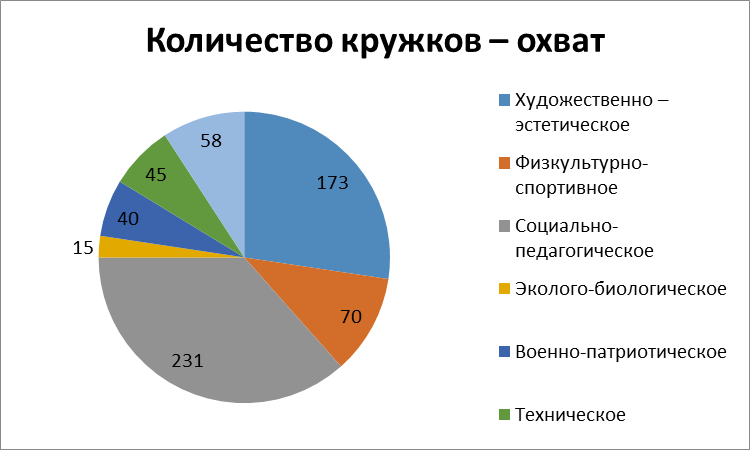 Количество кружков – охват
58
173
45
40
15
70
231
Художественно –
эстетическое
Физкультурно-
спортивное
Социально-
педагогическое
Эколого-биологическое
Военно-патриотическое
Техническое